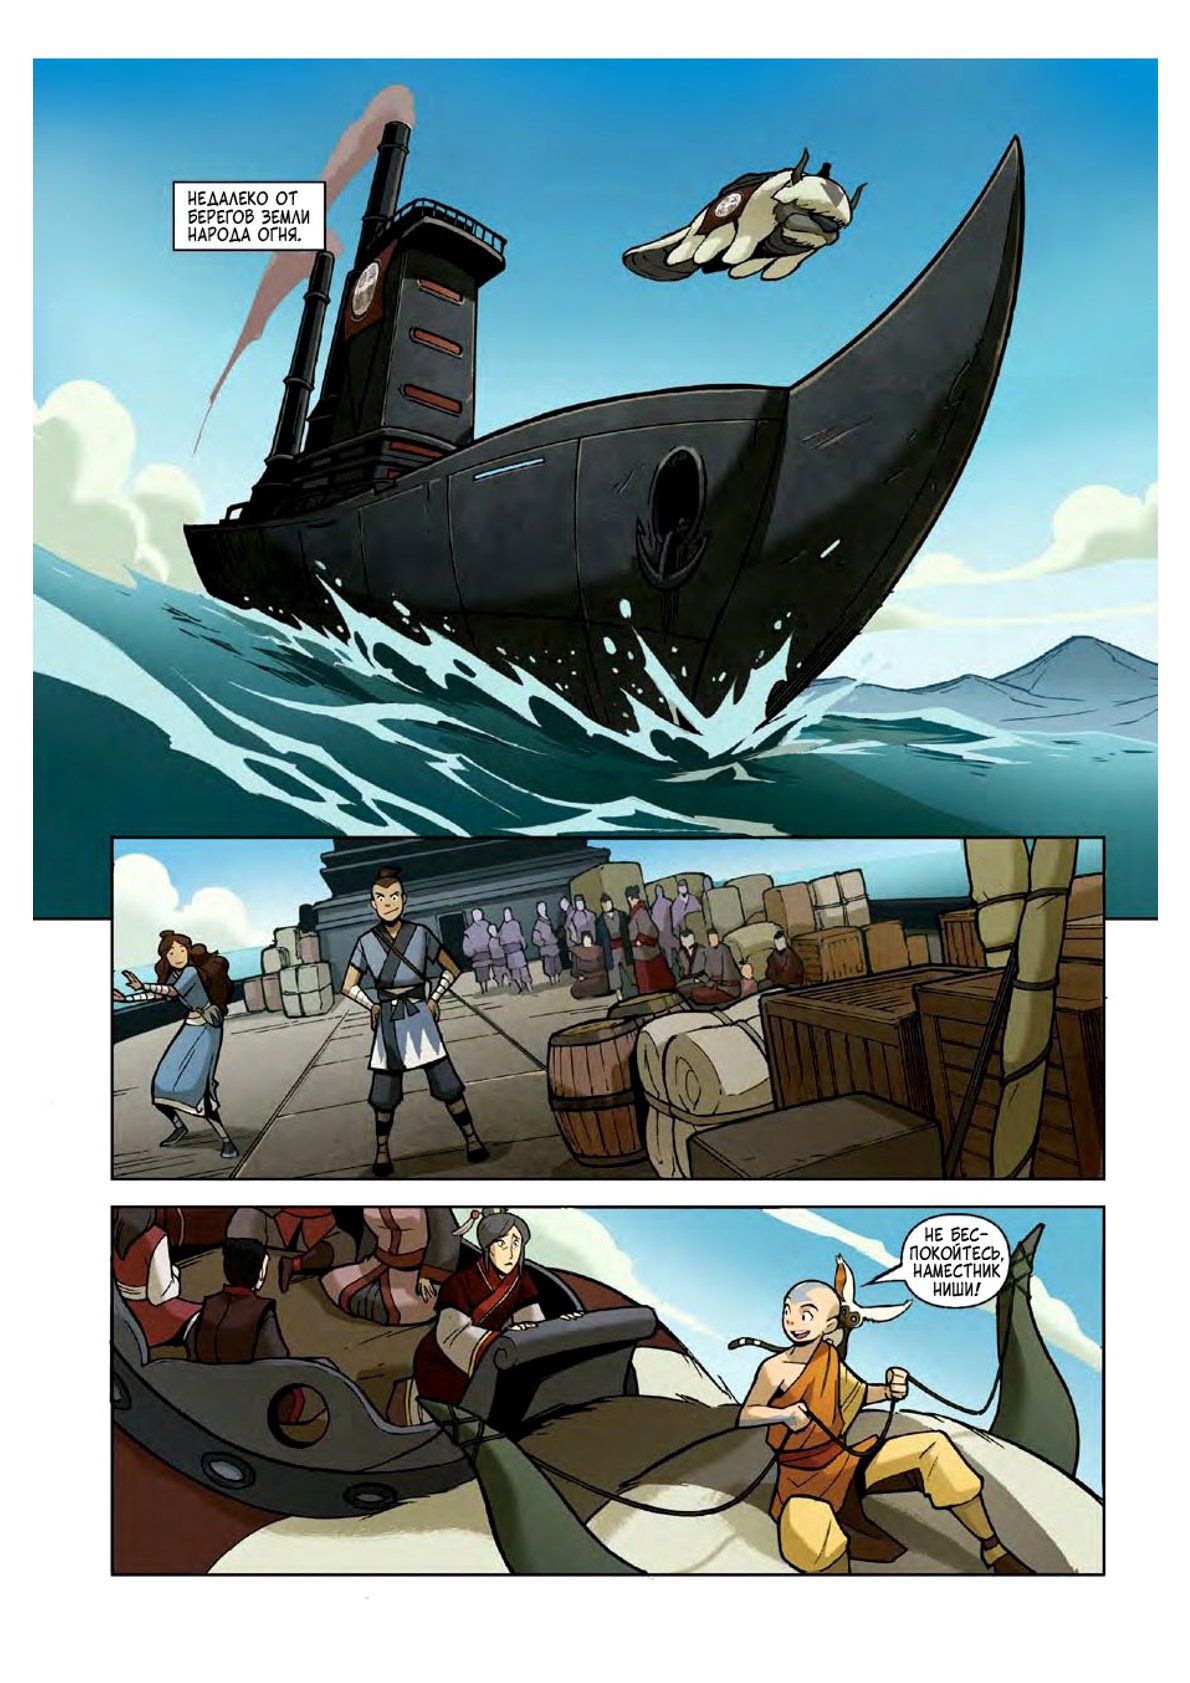 НЕДАЛЕКО ОТ
БЕРЕГОВ ЗЕМЛИ
НАРОДА ОГНЯ.
НЕ БЕС-
ПОКОЙТЕСЬ,
НАМЕСТНИК
НИШИ!